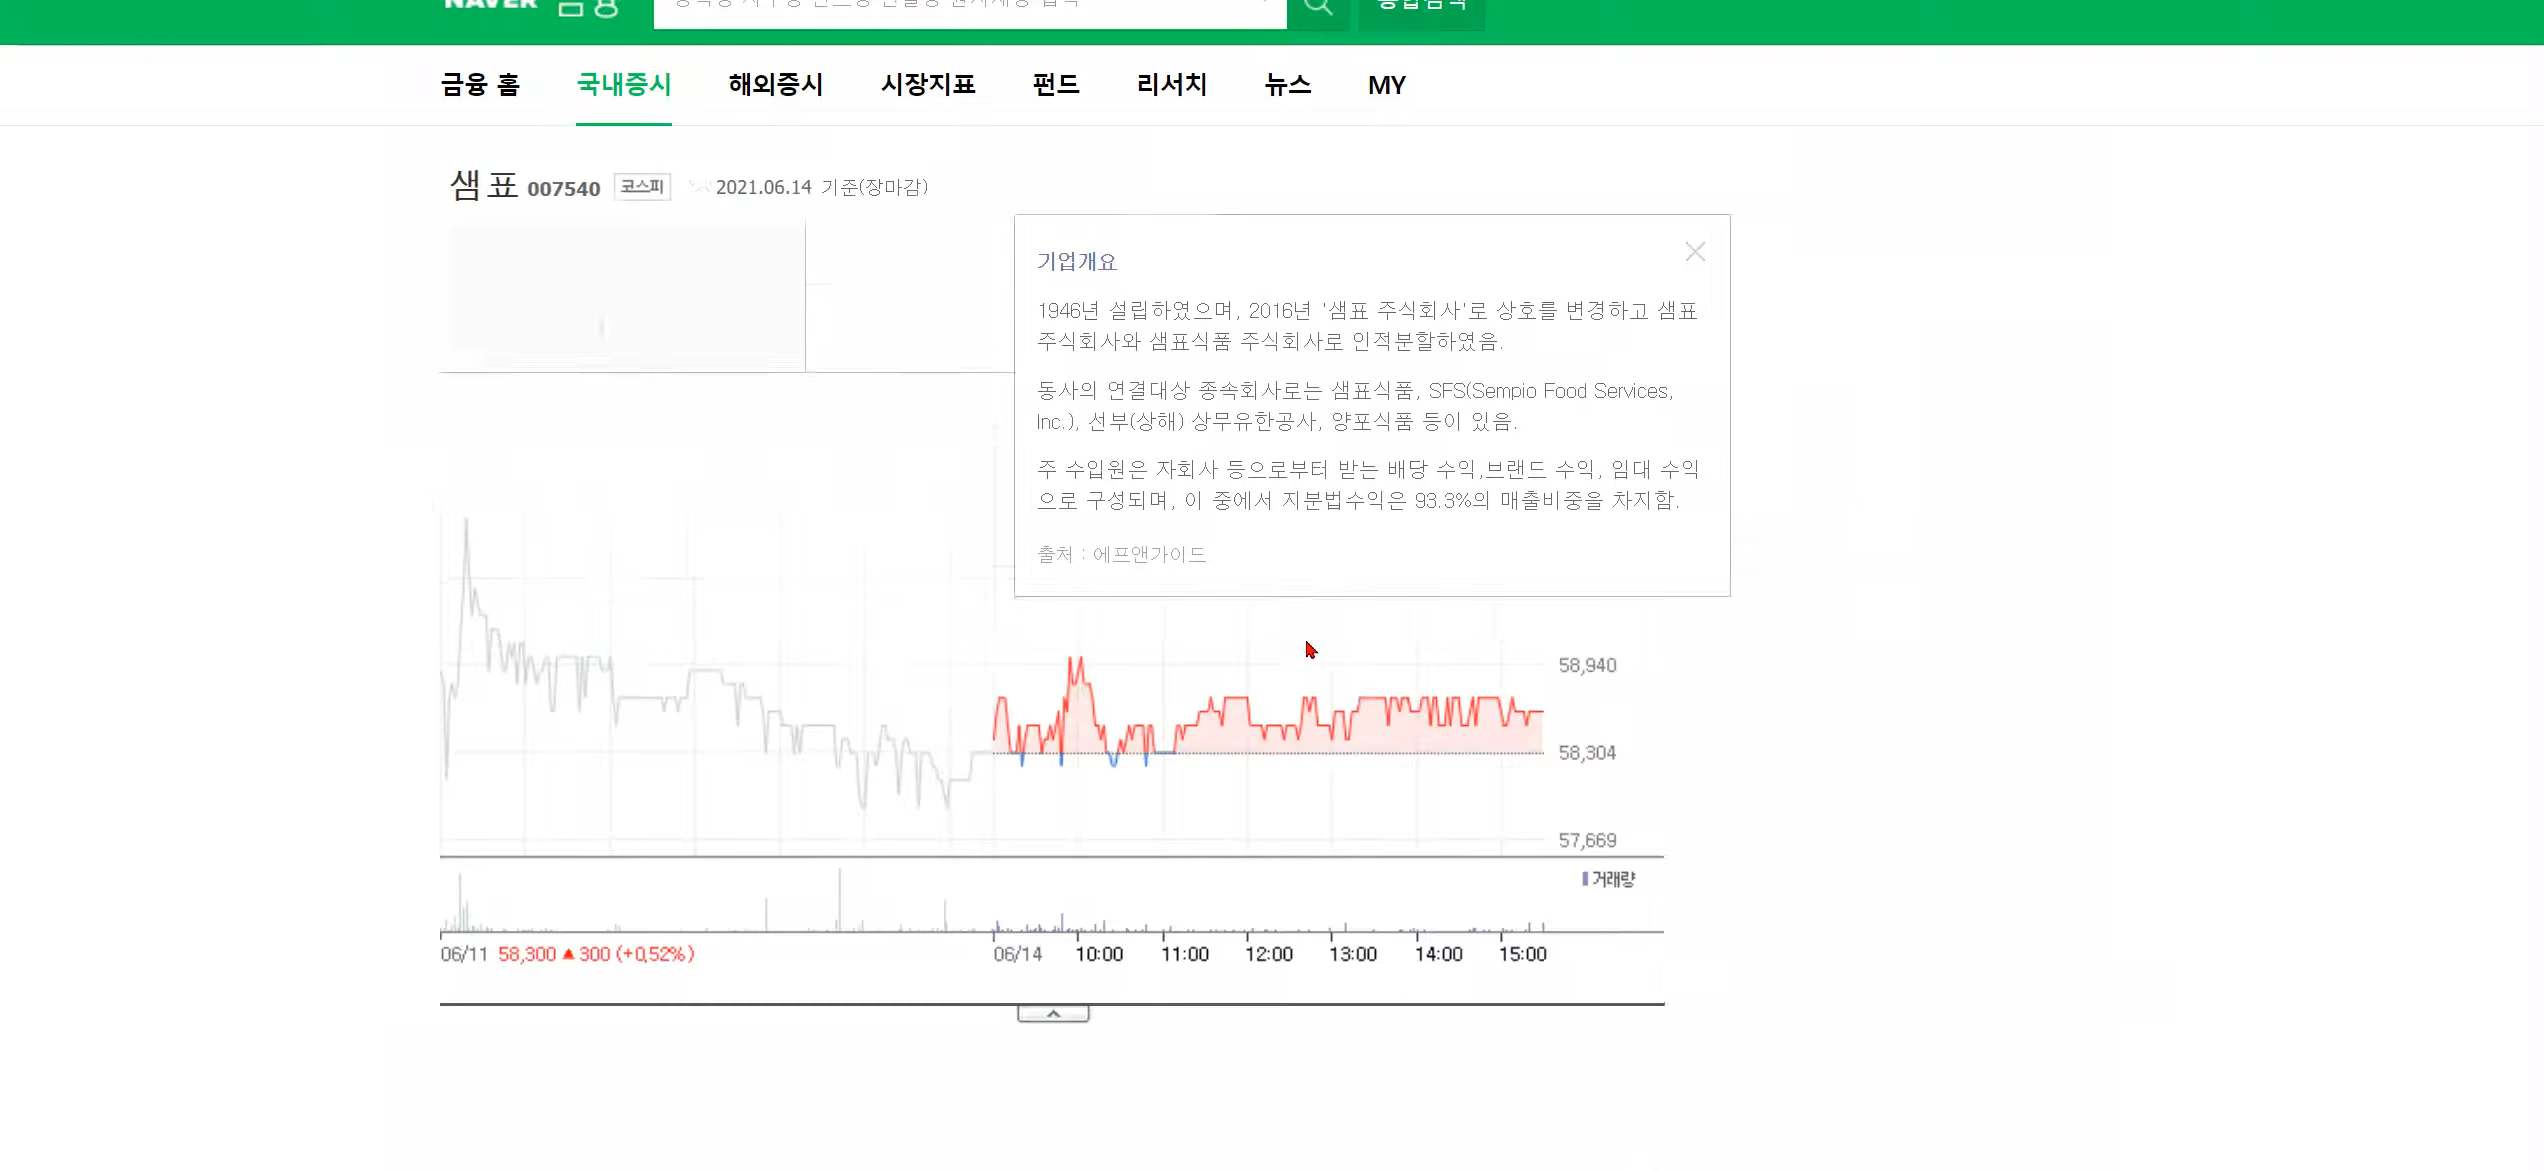 NAVER 금융
통합검색
금융 홈 국내증시 해외증시 시장지표 펀드 리서치 뉴스 MY
샘표 007540 코스피 2021.06.14 기준(장마감)
기업개요
1946년 설립하였으며, 2016년 '샘표 주식회사'로 상호를 변경하고 샘표
주식회사와 샘표식품 주식회사로 인적분할하였음.
동사의 연결대상 종속회사로는 샘표식품, SFS(Sempio Food Services,
Inc.), 선부(상해) 상무유한공사, 양포식품 등이 있음.
주 수입원은 자회사 등으로부터 받는 배당 수익,브랜드 수익, 임대 수익
으로 구성되며, 이 중에서 지분법수익은 93.3%의 매출비중을 차지함.
출처 : 에프앤가이드
58,940
58,304
57,669
거래량
06/11 58,300 ▲300 (+0,52%) 06/14 10:00 11:00 12:00 13:00 14:00 15:00